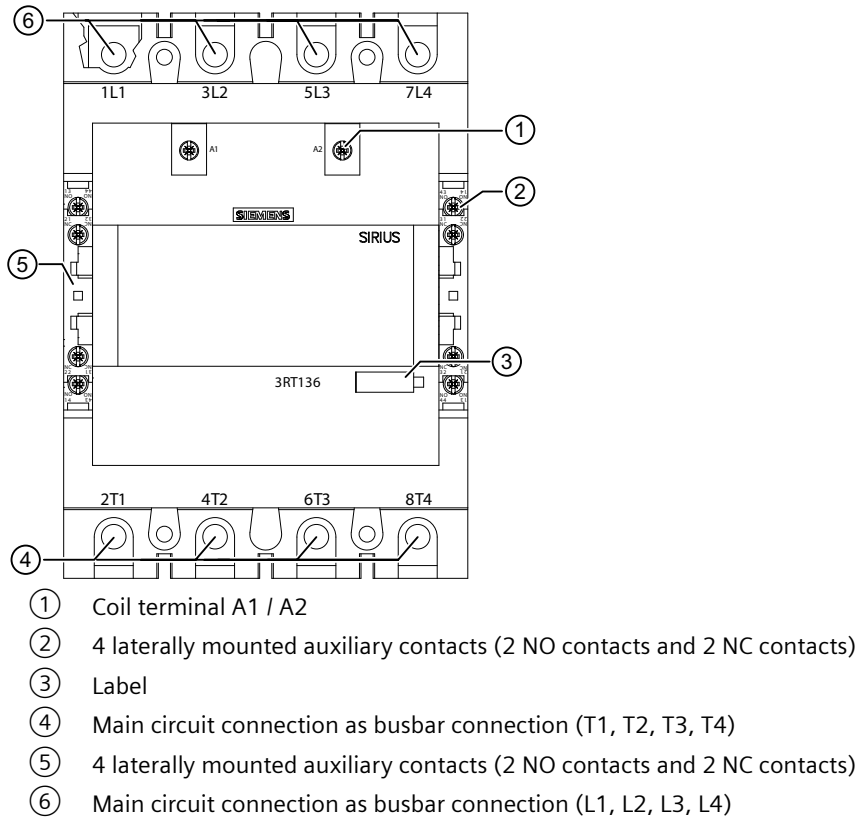 ⑥
1L1 3L2 5L3 7L4
①
A1 A2
②
SIEMENS
SIRIUS
⑤
③
3RT136
2T1 4T2 6T3 8T4
④
① Coil terminal A1 / A2
② 4 laterally mounted auxiliary contacts (2 NO contacts and 2 NC contacts)
③ Label
④ Main circuit connection as busbar connection (T1, T2, T3, T4)
⑤ 4 laterally mounted auxiliary contacts (2 NO contacts and 2 NC contacts)
⑥ Main circuit connection as busbar connection (L1, L2, L3, L4)